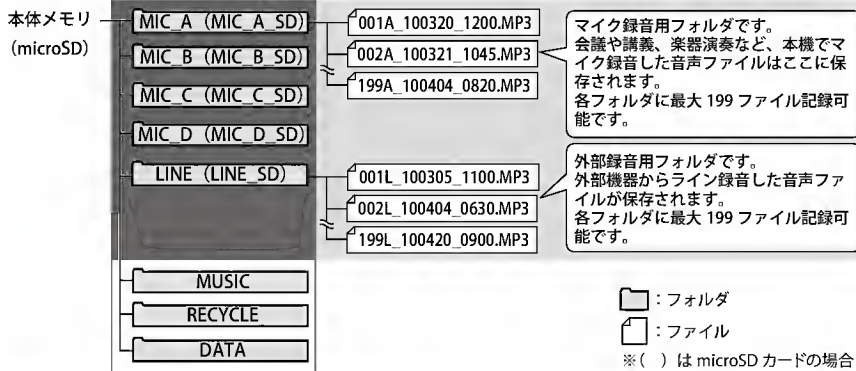 本体メモリ
(microSD)
MIC_A (MIC_A_SD)
MIC_B (MIC_B_SD)
MIC_C (MIC_C_SD)
MIC_D (MIC_D_SD)
LINE (LINE_SD)
MUSIC
RECYCLE
DATA
001A_100320_1200.MP3
002A_100321_1045.MP3
199A_100404_0820.MP3
001L_100305_1100.MP3
002L_100404_0630.MP3
199L_100420_0900.MP3
マイク録音用フォルダです。
会議や講義、楽器演奏など、本機でマ
イク録音した音声ファイルはここに保
存されます。
各フォルダに最大 199 ファイル記録可
能です。
外部録音用フォルダです。
外部機器からライン録音した音声ファ
イルが保存されます。
各フォルダに最大 199 ファイル記録可
能です。
：フォルダ
：ファイル
※( ) は microSD カードの場合